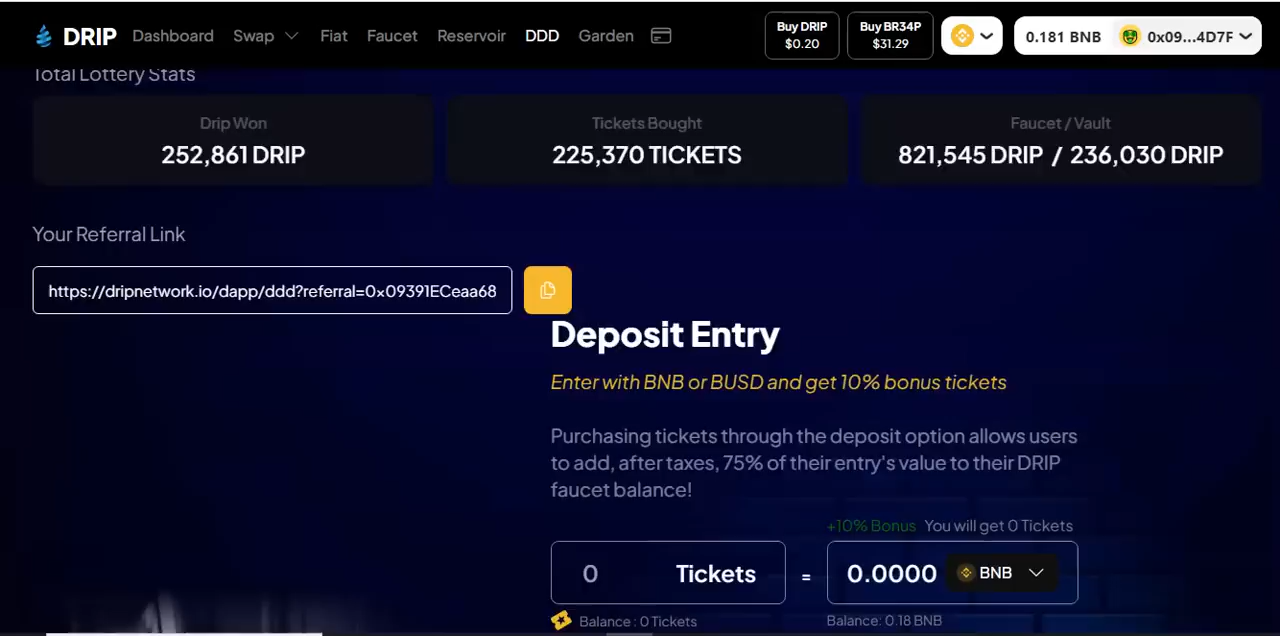 DRIP Dashboard Swap Fiat Faucet Reservoir DDD Garden Buy DRIP $0.20 Buy BR34P $31.29 0.181 BNB 0x09...4D7F
Total Lottery Stats
Drip Won Tickets Bought Faucet / Vault
252,861 DRIP 225,370 TICKETS 821,545 DRIP / 236,030 DRIP
Your Referral Link
https://dripnetwork.io/dapp/ddd?referral=0x09391ECeaa68
Deposit Entry
Enter with BNB or BUSD and get 10% bonus tickets
Purchasing tickets through the deposit option allows users
to add, after taxes, 75% of their entry's value to their DRIP
faucet balance!
+10% Bonus You will get 0 Tickets
0 Tickets = 0.0000 BNB
Balance : 0 Tickets Balance: 0.18 BNB